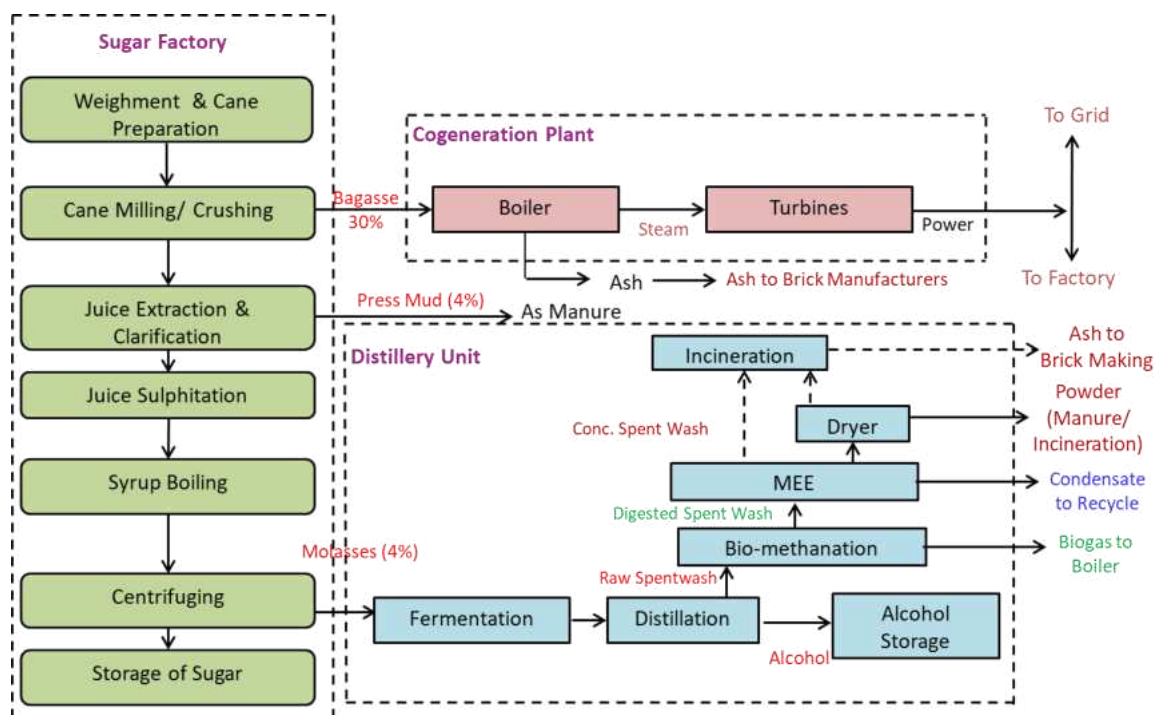 Sugar Factory
Weighment & Cane
Preparation
Cane Milling/ Crushing
Juice Extraction &
Clarification
Juice Sulphitation
Syrup Boiling
Centrifuging
Storage of Sugar
Bagasse
30%
Cogeneration Plant
Boiler
Steam
Turbines
Power
To Grid
To Factory
Ash
Ash to Brick Manufacturers
Press Mud (4%)
As Manure
Distillery Unit
Incineration
Ash to
Brick Making
Conc. Spent Wash
Dryer
Powder
(Manure/
Incineration)
MEE
Condensate
to Recycle
Digested Spent Wash
Bio-methanation
Biogas to
Boiler
Molasses (4%)
Raw Spentwash
Fermentation
Distillation
Alcohol
Alcohol
Storage